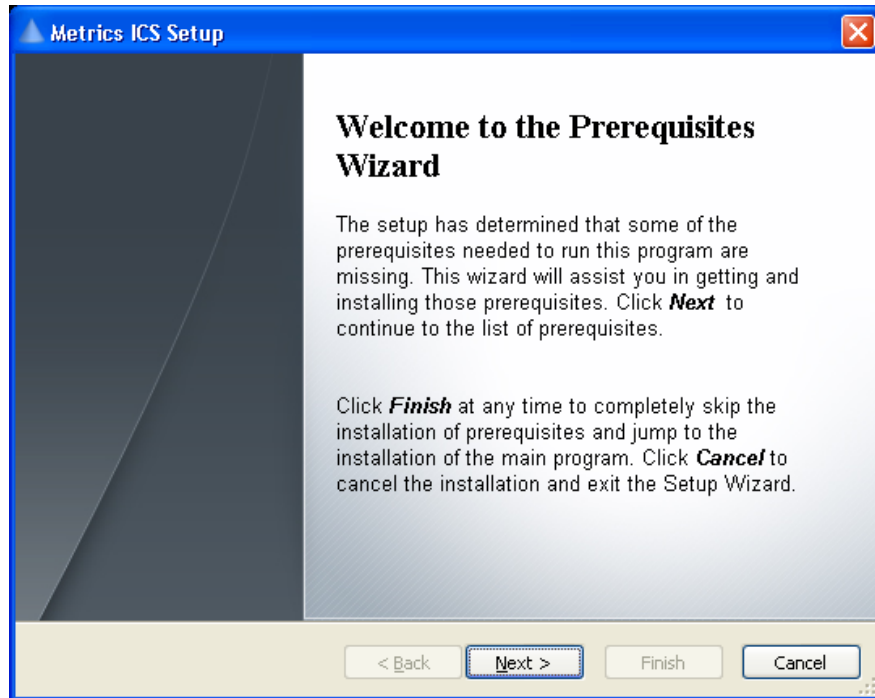 Metrics ICS Setup
Welcome to the Prerequisites
Wizard
The setup has determined that some of the
prerequisites needed to run this program are
missing. This wizard will assist you in getting and
installing those prerequisites. Click Next to
continue to the list of prerequisites.
Click Finish at any time to completely skip the
installation of prerequisites and jump to the
installation of the main program. Click Cancel to
cancel the installation and exit the Setup Wizard.
< Back Next > Finish Cancel